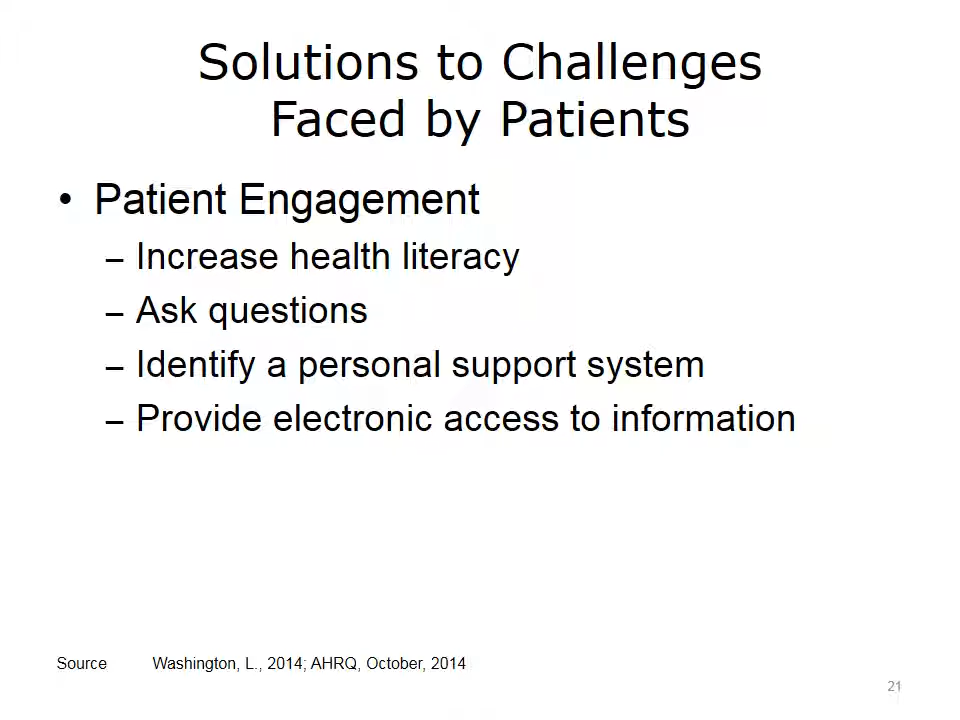 Solutions to Challenges
Faced by Patients
• Patient Engagement
– Increase health literacy
– Ask questions
– Identify a personal support system
– Provide electronic access to information
Source Washington, L., 2014; AHRQ, October, 2014
21